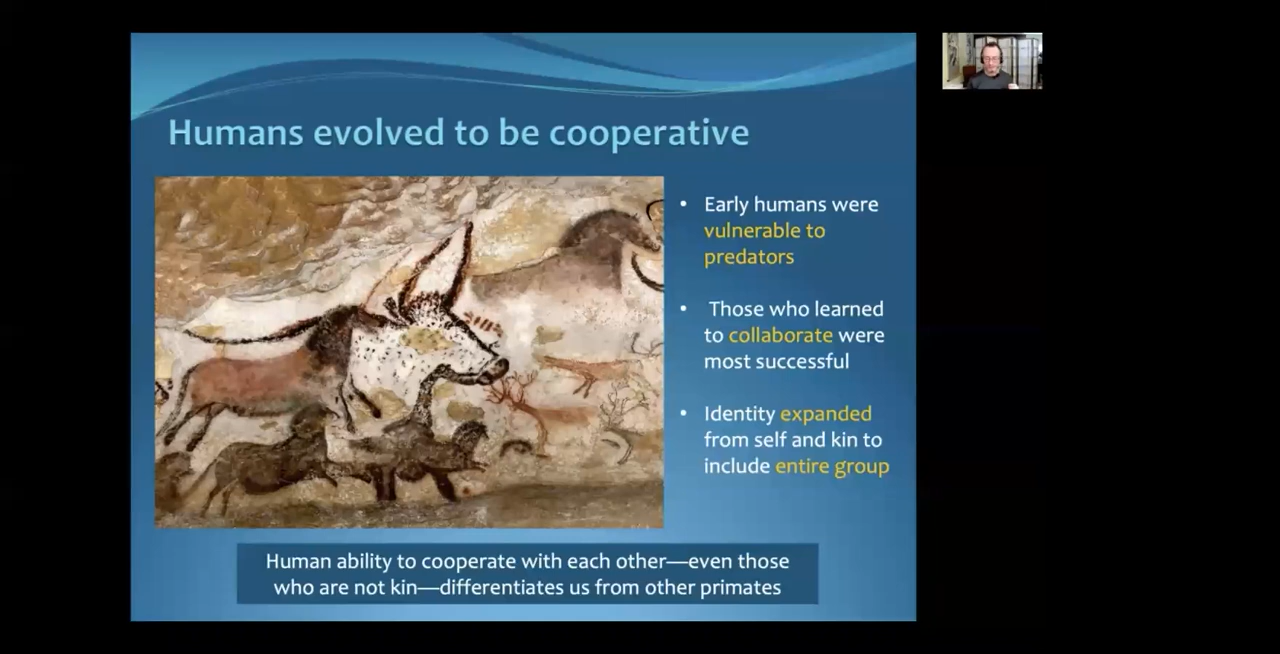 Humans evolved to be cooperative
• Early humans were
vulnerable to
predators
• Those who learned
to collaborate were
most successful
• Identity expanded
from self and kin to
include entire group
Human ability to cooperate with each other—even those
who are not kin—differentiates us from other primates